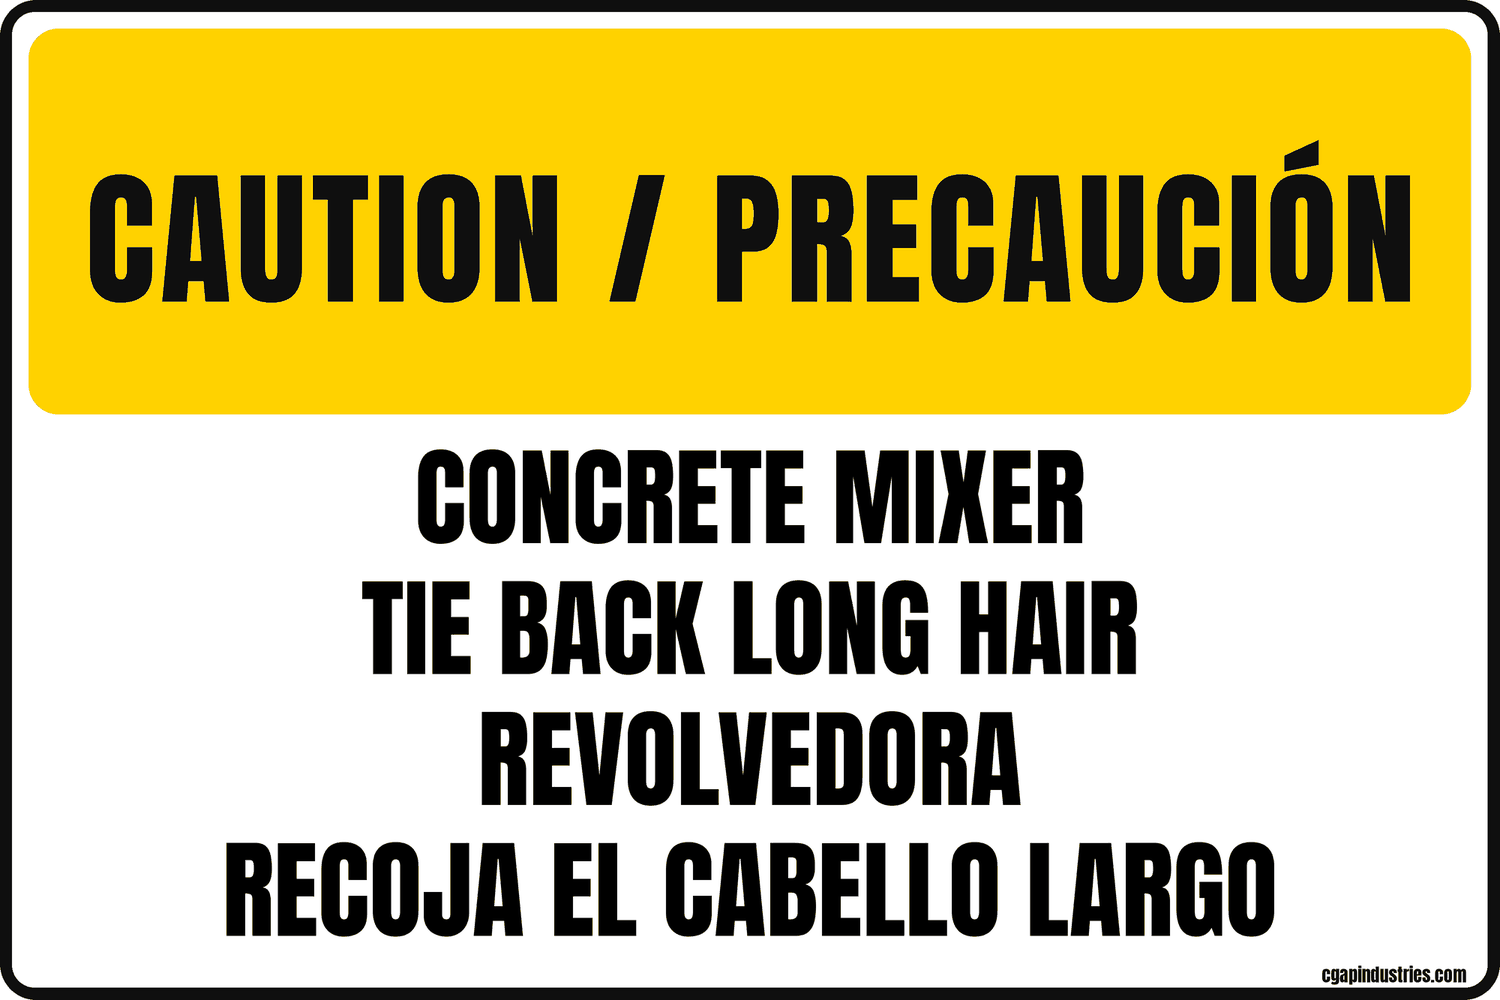 CAUTION / PRECAUCIÓN
CONCRETE MIXER
TIE BACK LONG HAIR
REVOLVEDORA
RECOJA EL CABELLO LARGO
cgapindustries.com